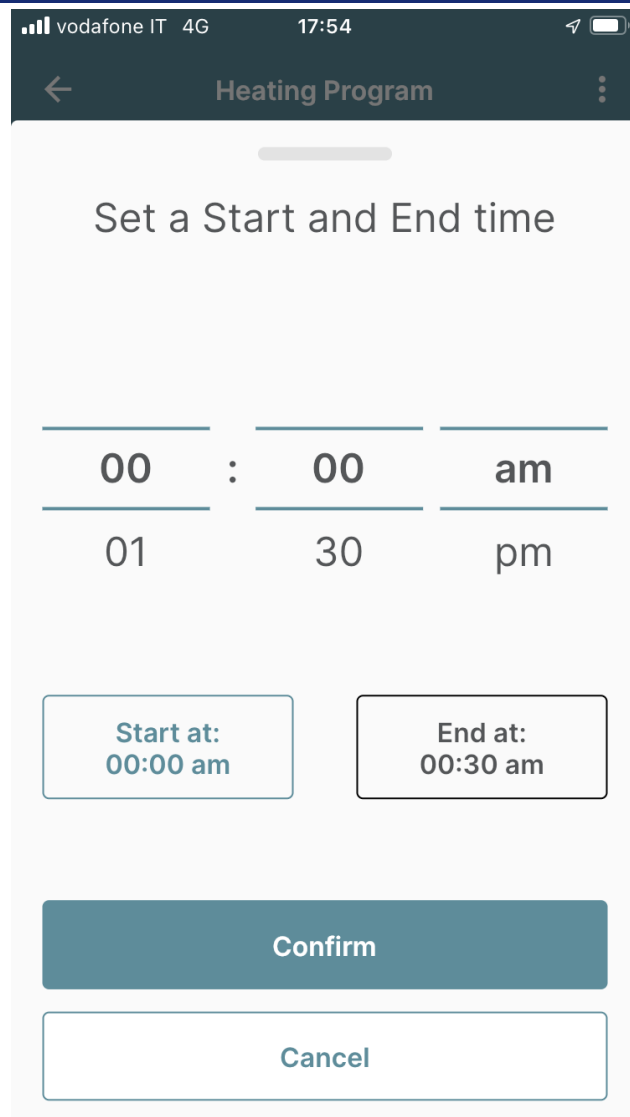 vodafone IT 4G 17:54
Heating Program
Set a Start and End time
00 : 00 am
01 30 pm
Start at: End at:
00:00 am 00:30 am
Confirm
Cancel